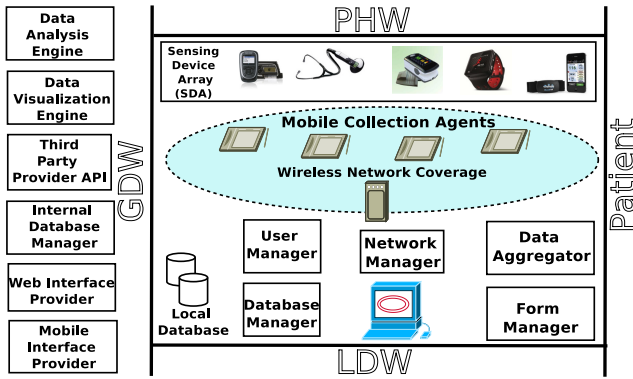 Data
Analysis
Engine
Data
Visualization
Engine
Third
Party
Provider API
Internal
Database
Manager
Web Interface
Provider
Mobile
Interface
Provider
GDW
PHW
Sensing
Device
Array
(SDA)
Mobile Collection Agents
Wireless Network Coverage
User
Manager
Network
Manager
Data
Aggregator
Local
Database
Database
Manager
Form
Manager
LDW
Patient